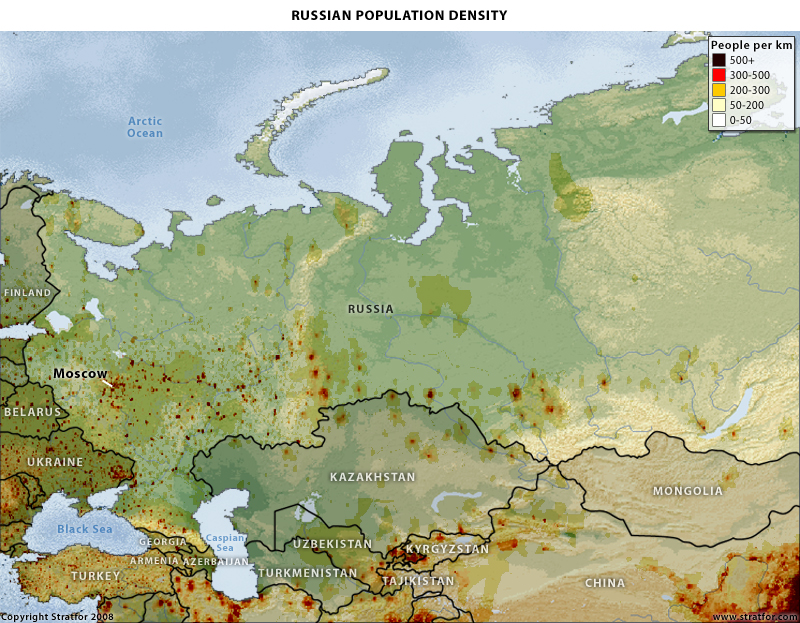 RUSSIAN POPULATION DENSITY
People per km
500+
300-500
200-300
50-200
0-50
Arctic
Ocean
FINLAND
RUSSIA
Moscow
BELARUS
UKRAINE
KAZAKHSTAN
MONGOLIA
Black Sea
Caspian
Sea
GEORGIA
UZBEKISTAN
KYRGYZSTAN
ARMENIA
AZERBAIJAN
TURKEY
TURKMENISTAN
TAJIKISTAN
CHINA
Copyright Stratfor 2008
www.stratfor.com